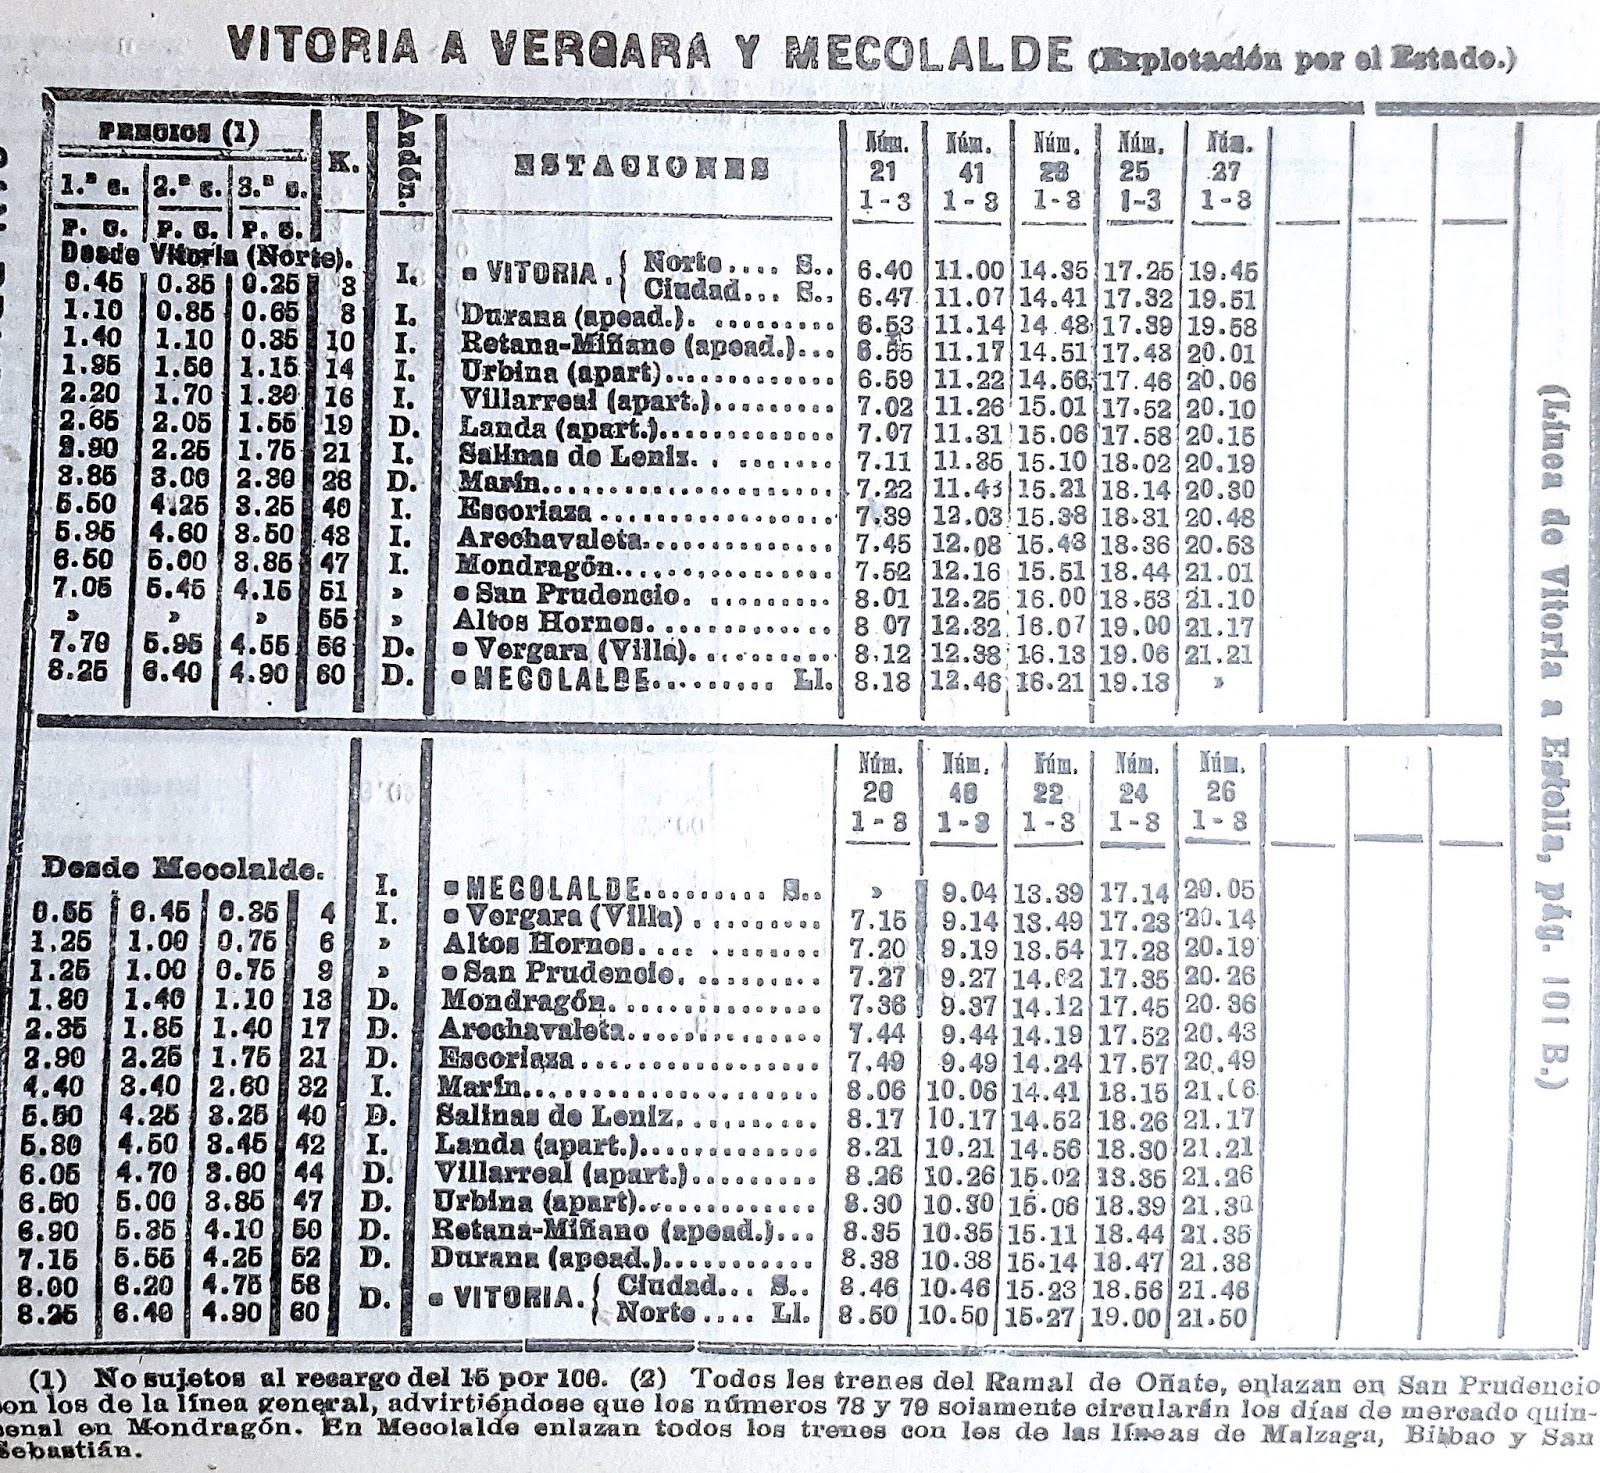 VITORIA A VERGARA Y MECOLALDE (Explotación por el Estado.)
PRECIOS (1) K. Andén. ESTACIONES Núm. Núm. Núm. Núm. Núm.
21 41 23 25 27
1.ª c. 2.ª c. 3.ª c. 1-3 1-3 1-3 1-3 1-3
P. C. P. C. P. C.
Desde Vitoria (Norte).
0.45 0.35 0.25 3 I. VITORIA. { Norte.... S.. 6.40 11.00 14.35 17.25 19.45
Ciudad... S.. 6.47 11.07 14.41 17.32 19.51
1.10 0.85 0.65 8 I. Durana (apead.). 6.53 11.14 14.48 17.39 19.58
1.40 1.10 0.85 10 I. Retana-Miñano (apead.)... 6.55 11.17 14.51 17.43 20.01
1.95 1.50 1.15 14 I. Urbina (apart)... 6.59 11.22 14.56 17.46 20.06
2.20 1.70 1.30 16 I. Villarreal (apart.)... 7.02 11.26 15.01 17.52 20.10
2.65 2.05 1.55 19 D. Landa (apart.)... 7.07 11.31 15.06 17.58 20.15
2.90 2.25 1.75 21 I. Salinas de Leniz. 7.11 11.35 15.10 18.02 20.19
3.85 3.00 2.30 28 D. Marín... 7.22 11.43 15.21 18.14 20.30
5.50 4.25 3.25 40 I. Escoriaza ... 7.39 12.03 15.38 18.31 20.48
5.95 4.60 3.50 43 I. Arechavaleta... 7.45 12.08 15.43 18.36 20.53
6.50 5.00 3.85 47 I. Mondragón... 7.52 12.16 15.51 18.44 21.01
7.05 5.45 4.15 51 » San Prudencio. 8.01 12.25 16.00 18.53 21.10
» » » 55 » Altos Hornos. 8 07 12.32 16.07 19.00 21.17
7.70 5.95 4.55 56 D. Vergara (Villa). 8.12 12.38 16.13 19.06 21.21
8.25 6.40 4.90 60 D. MECOLALDE... Ll. 8.18 12.46 16.21 19.13 »
Núm. Núm. Núm. Núm. Núm.
20 40 22 24 26
1-3 1-3 1-3 1-3 1-3
Desde Mecolalde.
I. MECOLALDE... S.. » 9.04 13.39 17.14 20.05
0.55 0.45 0.35 4 I. Vergara (Villa) 7.15 9.14 13.49 17.23 20.14
1.25 1.00 0.75 6 » Altos Hornos. 7.20 9.19 13.54 17.28 20.19
1.25 1.00 0.75 9 » San Prudencio. 7.27 9.27 14.02 17.35 20.26
1.80 1.40 1.10 13 D. Mondragón. 7.36 9.37 14.12 17.45 20.36
2.35 1.85 1.40 17 D. Arechavaleta... 7.44 9.44 14.19 17.52 20.43
2.90 2.25 1.75 21 D. Escoriaza ... 7.49 9.49 14.24 17.57 20.49
4.40 3.40 2.60 32 I. Marín... 8.06 10.06 14.41 18.15 21.06
5.50 4.25 3.25 40 D. Salinas de Leniz. 8.17 10.17 14.52 18.26 21.17
5.80 4.50 3.45 42 I. Landa (apart.)... 8.21 10.21 14.56 18.30 21.21
6.05 4.70 3.60 44 D. Villarreal (apart.)... 8.26 10.26 15.02 18.35 21.26
6.50 5.00 3.85 47 D. Urbina (apart)... 8.30 10.30 15.06 18.39 21.30
6.90 5.35 4.10 50 D. Retana-Miñano (apead.)... 8.35 10.35 15.11 18.44 21.35
7.15 5.55 4.25 52 D. Durana (apead.)... 8.38 10.38 15.14 18.47 21.38
8.00 6.20 4.75 58 D. VITORIA. { Ciudad... S.. 8.46 10.46 15.23 18.56 21.46
8.25 6.40 4.90 60 Norte .... Ll. 8.50 10.50 15.27 19.00 21.50
(Línea de Vitoria a Estella, pág. 101 B.)
(1) No sujetos al recargo del 15 por 100. (2) Todos les trenes del Ramal de Oñate, enlazan en San Prudencio
con los de la línea general, advirtiéndose que los números 78 y 79 solamente circularán los días de mercado quin-
cenal en Mondragón. En Mecolalde enlazan todos los trenes con les de las líneas de Malzaga, Bilbao y San
Sebastián.